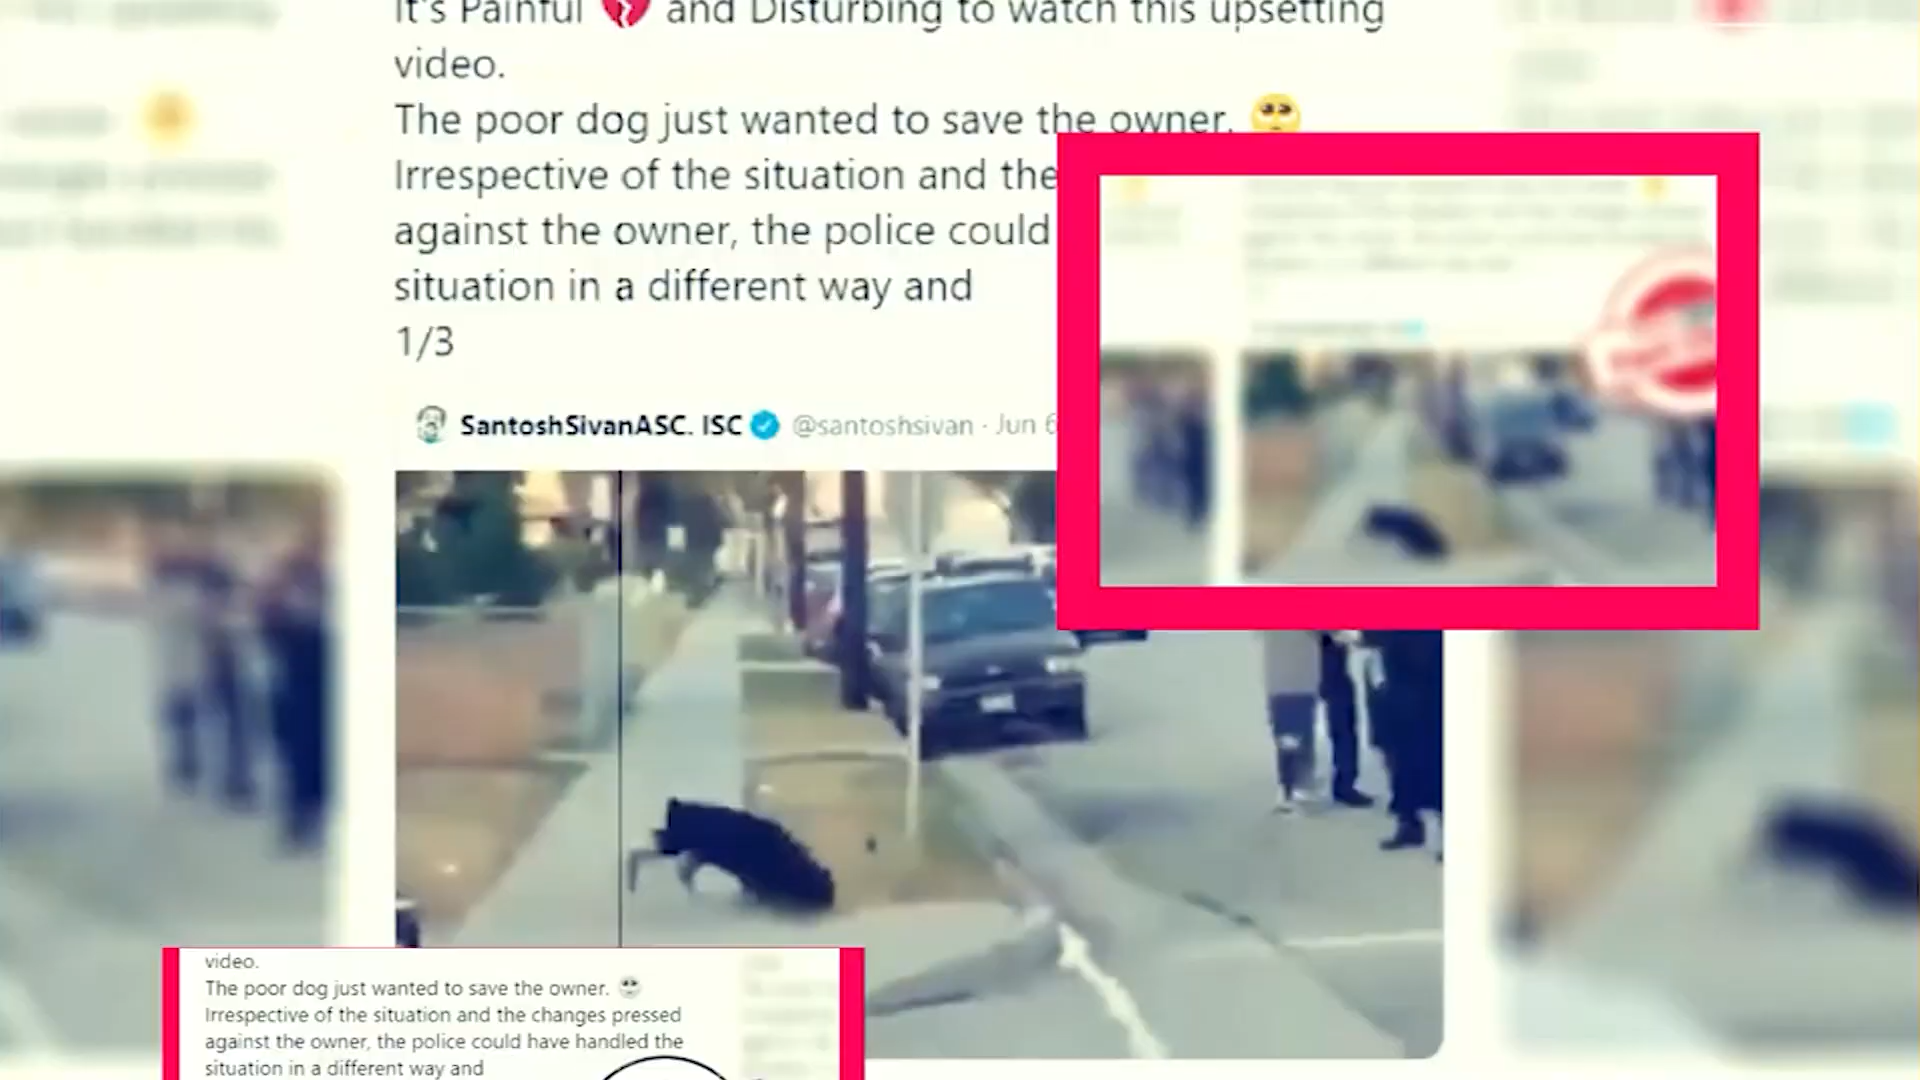 It's Painful 💔 and Disturbing to watch this upsetting
video.
The poor dog just wanted to save the owner. 🥺
Irrespective of the situation and the
against the owner, the police could
situation in a different way and
1/3
SantoshSivanASC. ISC @santoshsivan · Jun 6
video.
The poor dog just wanted to save the owner. 🥺
Irrespective of the situation and the changes pressed
against the owner, the police could have handled the
situation in a different way and